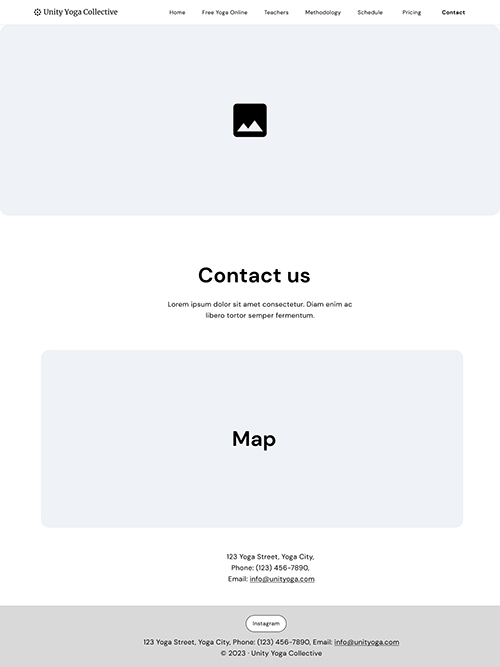 Unity Yoga Collective Home Free Yoga Online Teachers Methodology Schedule Pricing Contact
Contact us
Lorem ipsum dolor sit amet consectetur. Diam enim ac
libero tortor semper fermentum.
Map
123 Yoga Street, Yoga City,
Phone: (123) 456-7890,
Email: info@unityoga.com
Instagram
123 Yoga Street, Yoga City, Phone: (123) 456-7890, Email: info@unityoga.com
© 2023 · Unity Yoga Collective